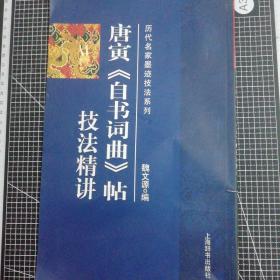 历代名家墨迹技法系列
唐寅《自书词曲》帖
技法精讲
魏文源◎编
上海辞书出版社
A3